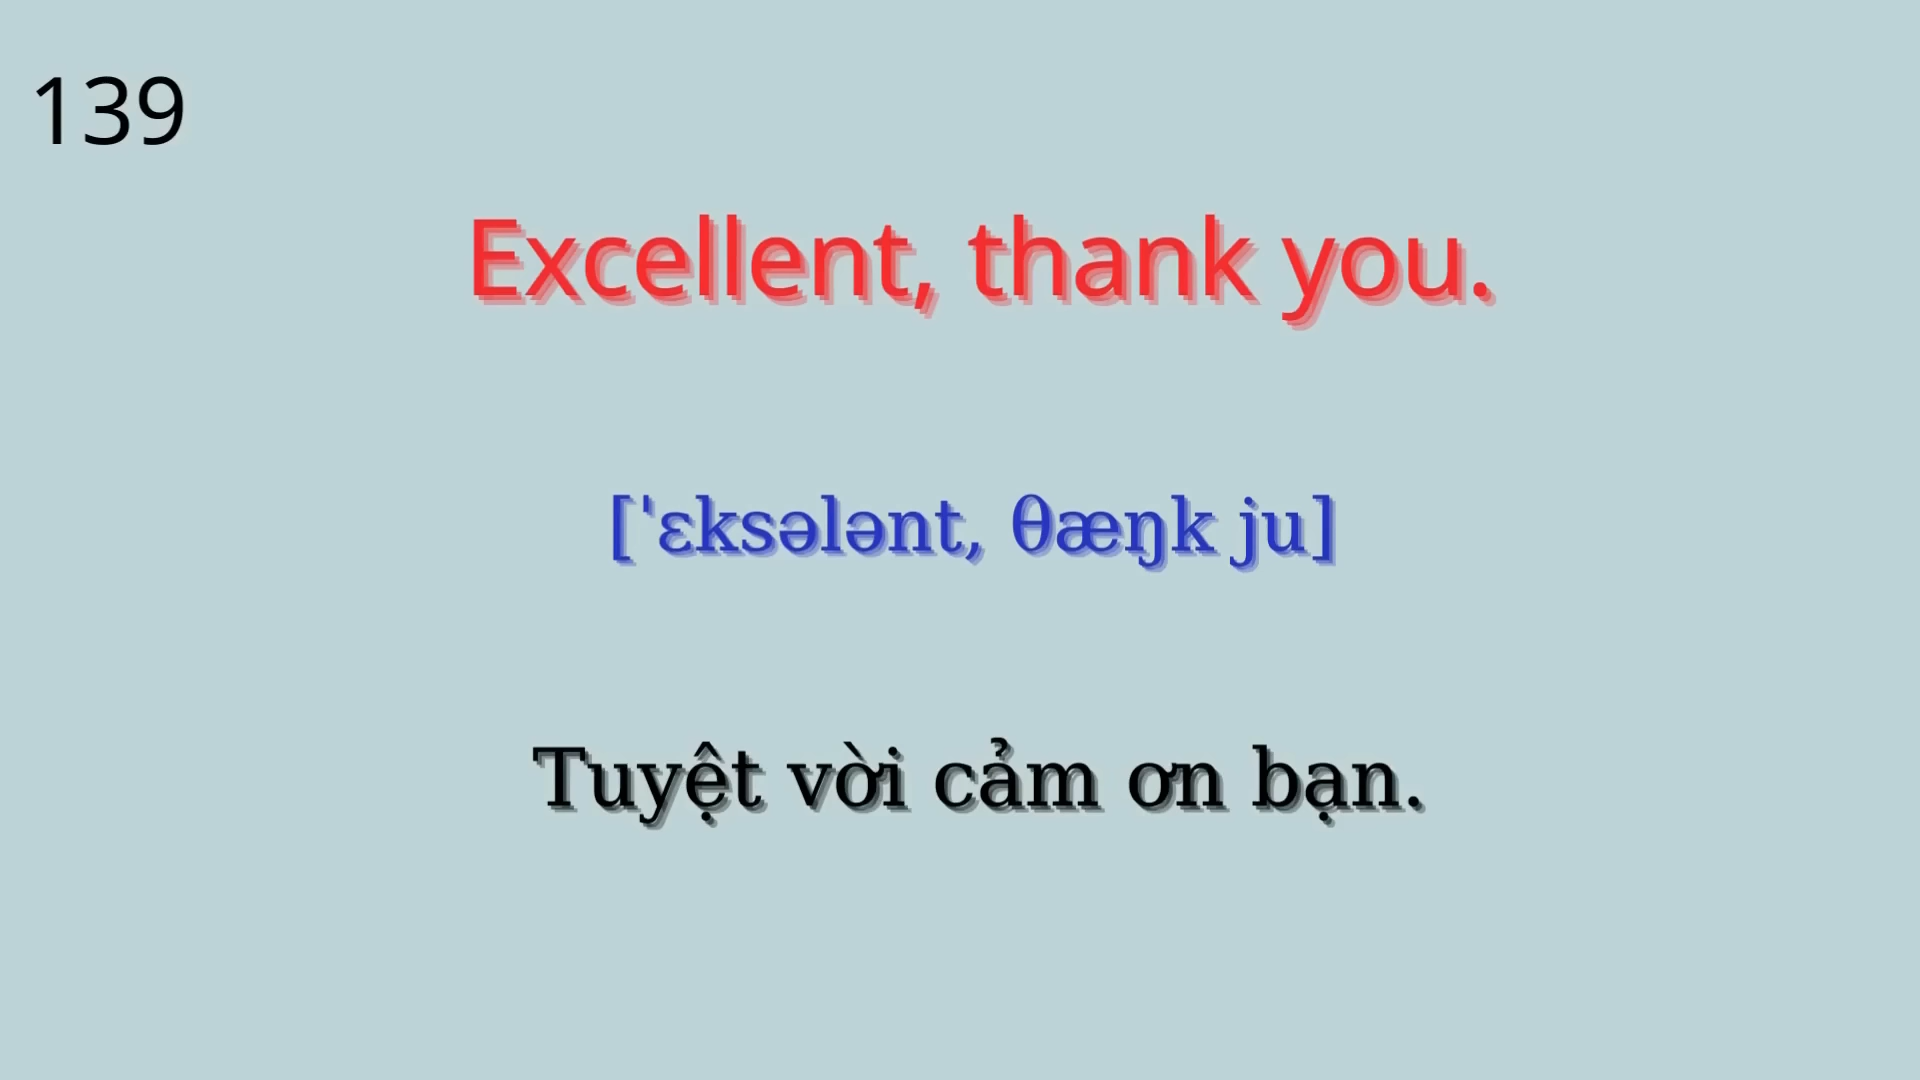 139
Excellent, thank you.
[ˈɛksələnt, θæŋk ju]
Tuyệt vời cảm ơn bạn.